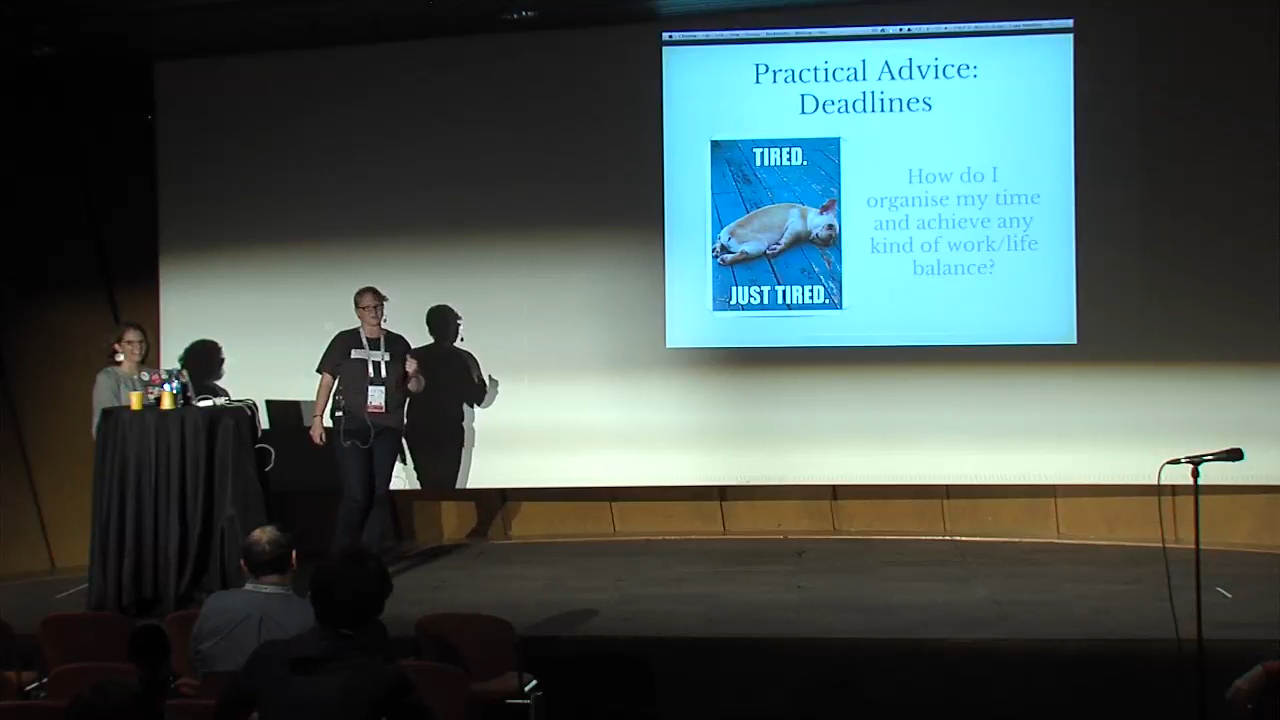 Practical Advice:
Deadlines
TIRED.
JUST TIRED.
How do I
organise my time
and achieve any
kind of work/life
balance?